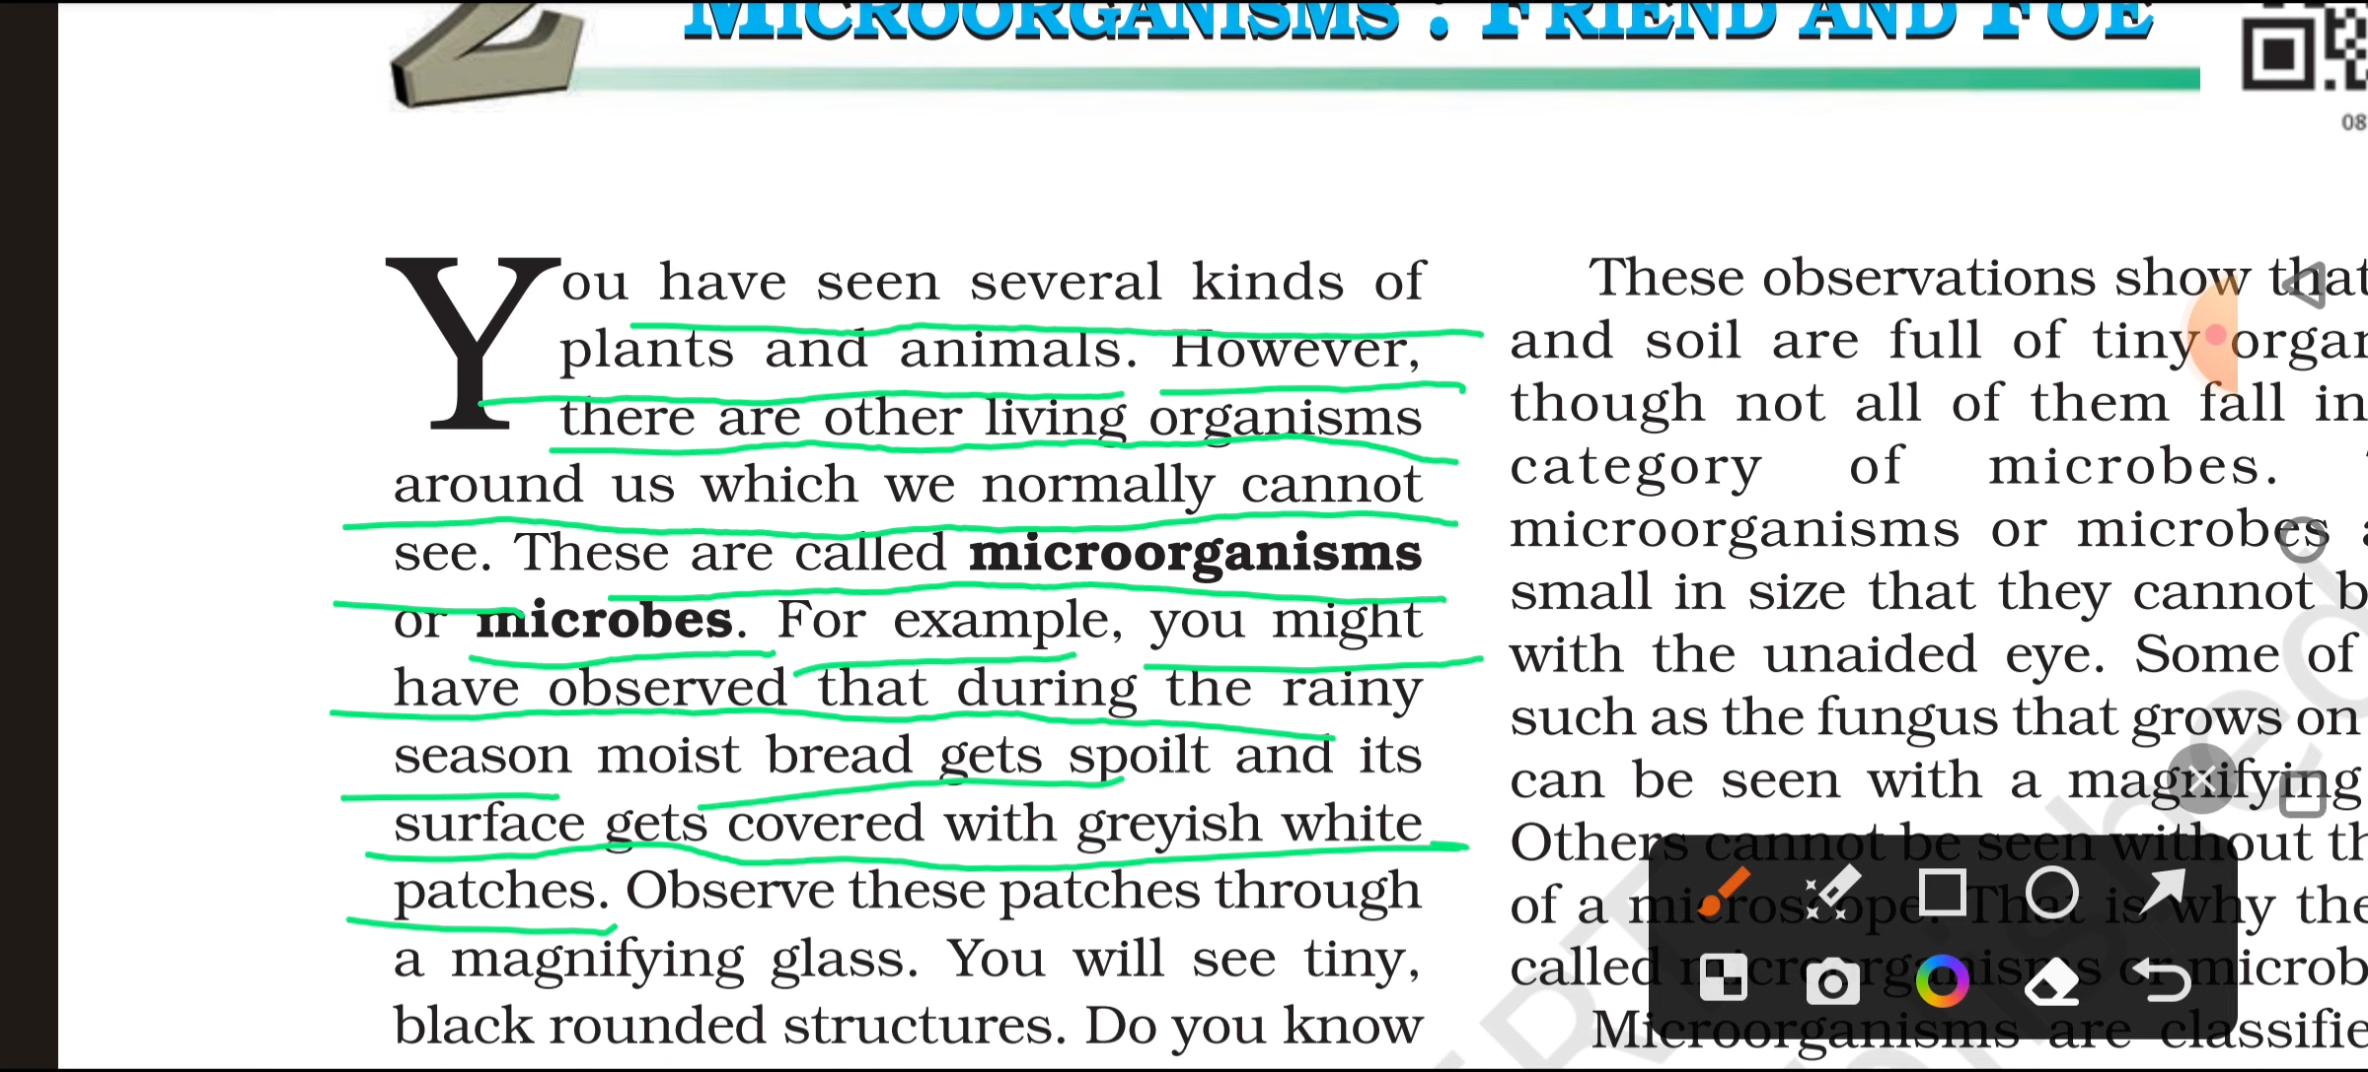 2
MICROORGANISMS : FRIEND AND FOE
08
You have seen several kinds of
plants and animals. However,
there are other living organisms
around us which we normally cannot
see. These are called microorganisms
or microbes. For example, you might
have observed that during the rainy
season moist bread gets spoilt and its
surface gets covered with greyish white
patches. Observe these patches through
a magnifying glass. You will see tiny,
black rounded structures. Do you know
These observations show that
and soil are full of tiny organ
though not all of them fall in
category of microbes.
microorganisms or microbes a
small in size that they cannot b
with the unaided eye. Some of
such as the fungus that grows on
can be seen with a magnifying
Others cannot be seen without th
of a microscope. That is why the
called microorganisms or microb
Microorganisms are classifie